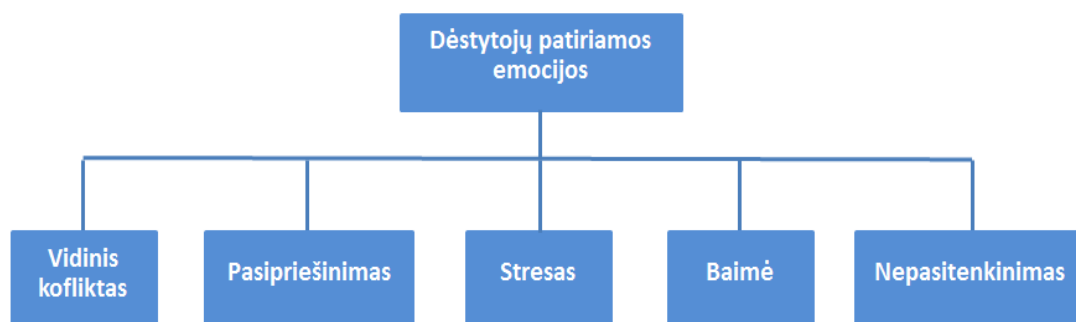 Dėstytojų patiriamos
emocijos
Vidinis
kofliktas
Pasipriešinimas
Stresas
Baimė
Nepasitenkinimas